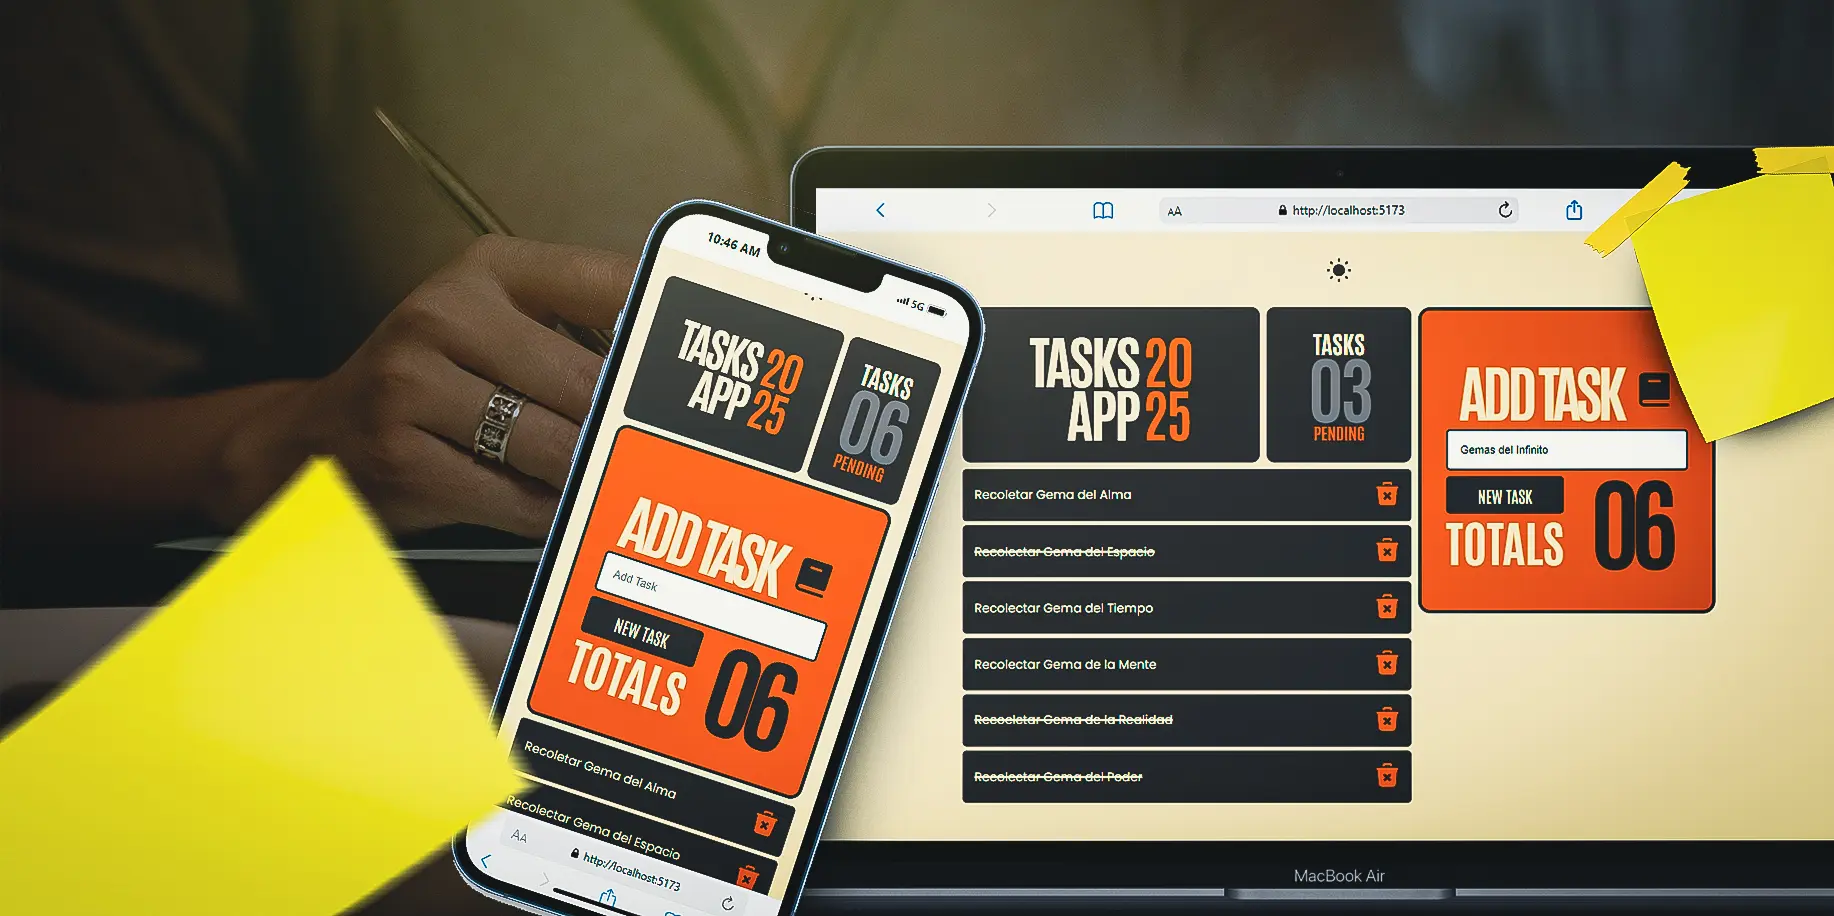 10:46 AM
5G
TASKS 20
APP 25
TASKS
06
PENDING
ADD TASK
Add Task
NEW TASK
TOTALS 06
Recoletar Gema del Alma
Recolectar Gema del Espacio
AA
http://localhost:5173
AA http://localhost:5173
TASKS 20
APP 25
TASKS
03
PENDING
Recoletar Gema del Alma
Recolectar Gema del Espacio
Recolectar Gema del Tiempo
Recolectar Gema de la Mente
Recoeletar Gema de la Realidad
Recolectar Gema del Poder
ADD TASK
Gemas del Infinito
NEW TASK
TOTALS 06
MacBook Air